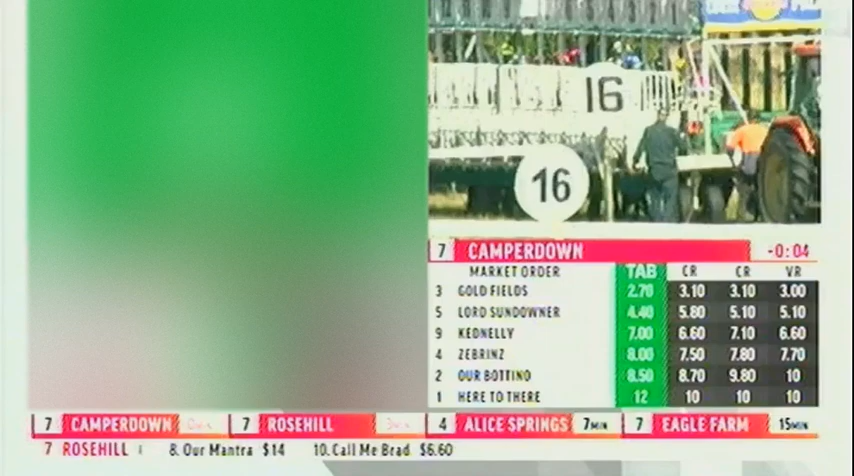 16
16
7 CAMPERDOWN -0:04
MARKET ORDER TAB CR CR VR
3 GOLD FIELDS 2.70 3.10 3.10 3.00
5 LORD SUNDOWNER 4.40 5.80 5.10 5.10
9 KEDNELLY 7.00 6.60 7.10 6.60
4 ZEBRINZ 8.00 7.50 7.80 7.70
2 OUR BOTTINO 8.50 8.70 9.80 10
1 HERE TO THERE 12 10 10 10
7 CAMPERDOWN 7 ROSEHILL 4 ALICE SPRINGS 7MIN 7 EAGLE FARM 15MIN
7 ROSEHILL 8. Our Mantra $14 10. Call Me Brad $6.60